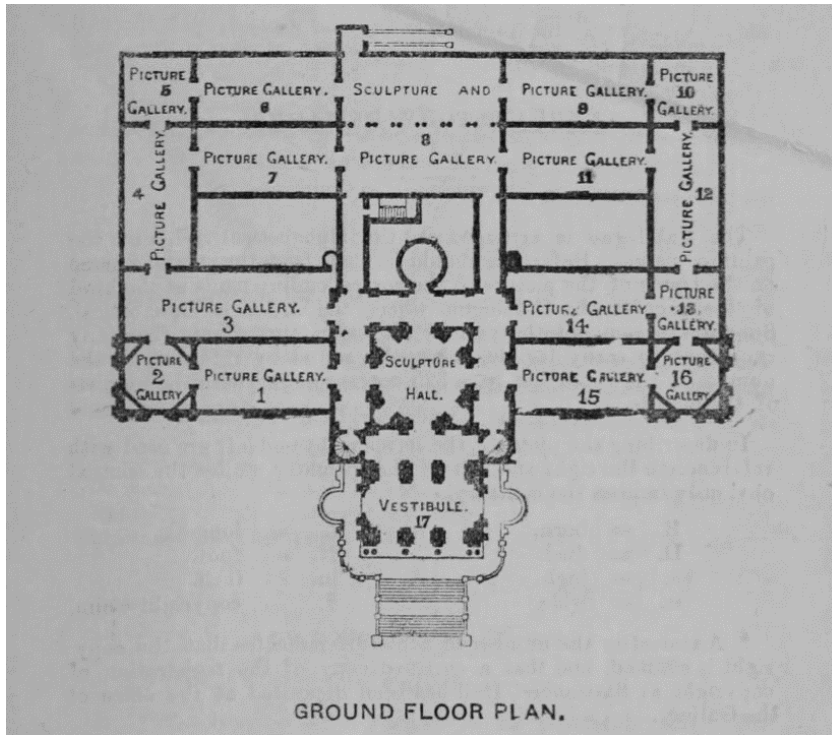 PICTURE
5
GALLERY.
PICTURE GALLERY.
6
SCULPTURE AND
PICTURE GALLERY.
9
PICTURE
10
GALLERY.
8
4
PICTURE GALLERY.
PICTURE GALLERY.
7
PICTURE GALLERY.
PICTURE GALLERY.
11
PICTURE GALLERY.
12
PICTURE GALLERY.
3
PICTURE GALLERY.
14
PICTURE
13
GALLERY.
PICTURE
2
GALLERY
PICTURE GALLERY.
1
SCULPTURE
HALL.
PICTURE GALLERY.
15
PICTURE
16
GALLERY.
VESTIBULE.
17
GROUND FLOOR PLAN.